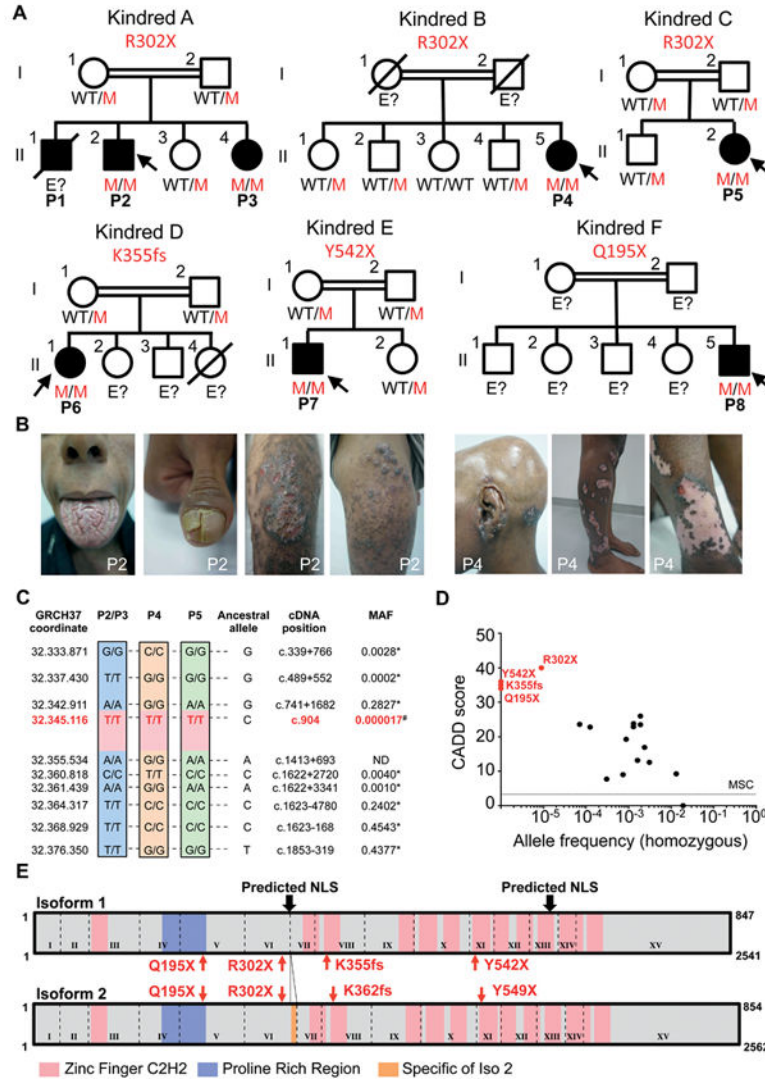 A
Kindred A
R302X
Kindred B
R302X
Kindred C
R302X
I
1 2
WT/M WT/M
I
1 2
E? E?
I
1 2
WT/M WT/M
II
1 2 3 4
E? M/M WT/M M/M
P1 P2 P3
II
1 2 3 4 5
WT/M WT/M WT/WT WT/M M/M
P4
II
1 2
WT/M M/M
P5
Kindred D
K355fs
Kindred E
Y542X
Kindred F
Q195X
I
1 2
WT/M WT/M
I
1 2
WT/M WT/M
I
1 2
E? E?
II
1 2 3 4
M/M E? E? E?
P6
II
1 2
M/M WT/M
P7
II
1 2 3 4 5
E? E? E? E? M/M
P8
B
P2 P2 P2 P2 P4 P4 P4
C
GRCH37 coordinate P2/P3 P4 P5 Ancestral allele cDNA position MAF
32.333.871 G/G C/C G/G G c.339+766 0.0028*
32.337.430 T/T G/G T/T G c.489+552 0.0002*
32.342.911 A/A G/G A/A G c.741+1682 0.2827*
32.345.116 T/T T/T T/T C c.904 0.000017#
32.355.534 A/A G/G A/A A c.1413+693 ND
32.360.818 C/C T/T C/C C c.1622+2720 0.0040*
32.361.439 A/A G/G A/A G c.1622+3341 0.0010*
32.364.317 T/T C/C T/T C c.1623-4780 0.2402*
32.368.929 T/T C/C C/C C c.1623-168 0.4543*
32.376.350 T/T G/G G/G T c.1853-319 0.4377*
D
CADD score
50
40
30
20
10
0
R302X
Y542X
K355fs
Q195X
MSC
10-5 10-4 10-3 10-2 10-1 100
Allele frequency (homozygous)
E
Predicted NLS Predicted NLS
Isoform 1
1 847
I II III IV V VI VII VIII IX X XI XII XIII XIV XV
1 2541
Q195X R302X K355fs Y542X
Q195X R302X K362fs Y549X
Isoform 2
1 854
I II III IV V VI VII VIII IX X XI XII XIII XIV XV
1 2562
Zinc Finger C2H2 Proline Rich Region Specific of Iso 2